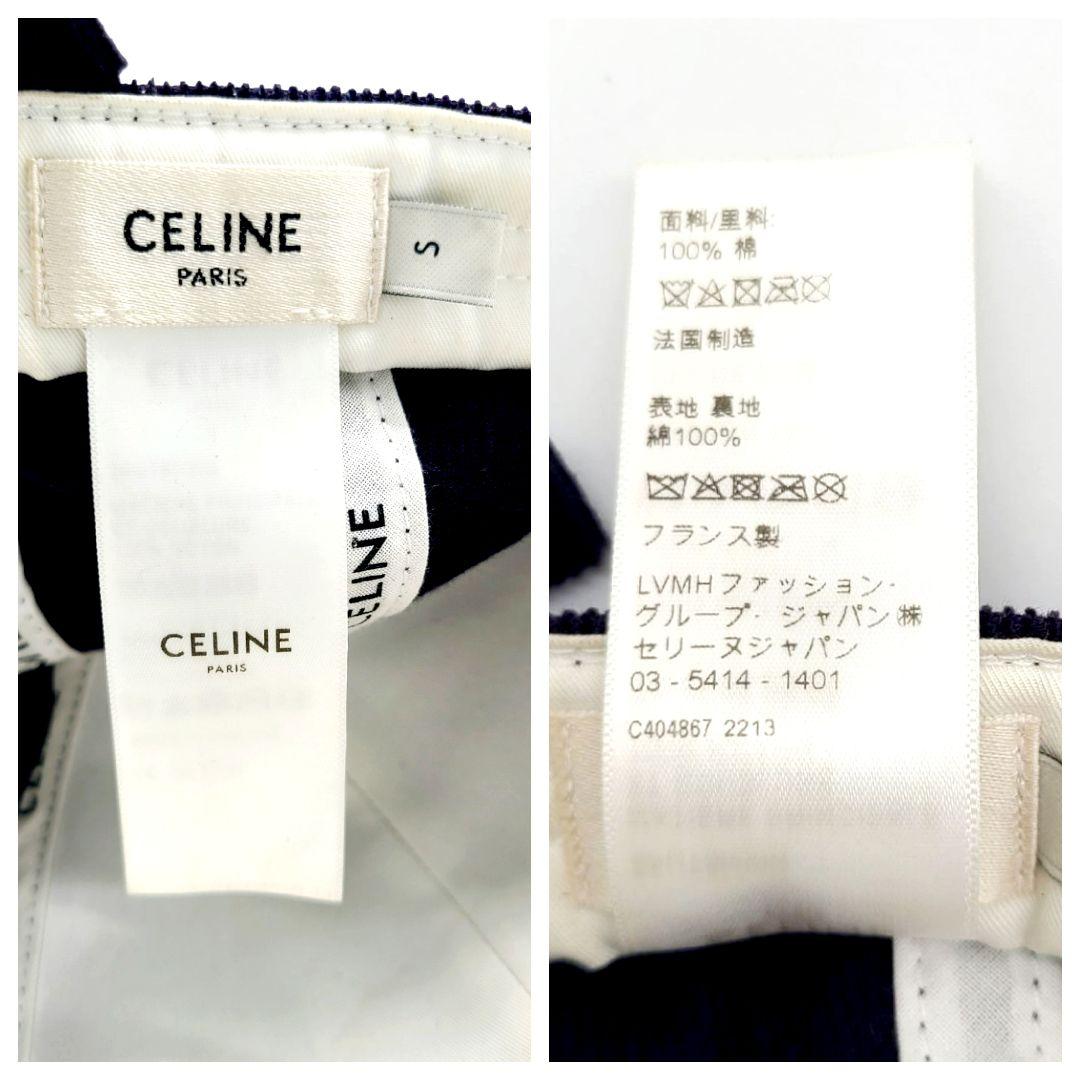 CELINE
PARIS
S
CELINE
CELINE
PARIS
面料/里料:
100% 棉
法国制造
表地 裏地
綿100%
フランス製
LVMHファッション・
グループ・ジャパン㈱
セリーヌジャパン
03 - 5414 - 1401
C404867 2213